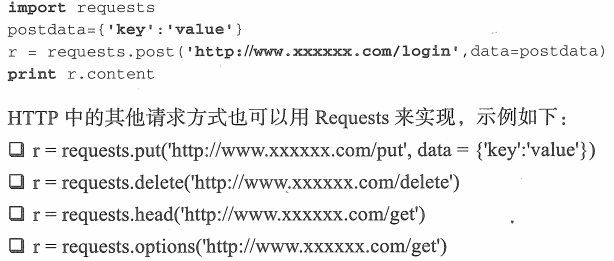 import requests
postdata={'key':'value'}
r = requests.post('http://www.xxxxxx.com/login',data=postdata)
print r.content
HTTP 中的其他请求方式也可以用 Requests 来实现，示例如下：
❏ r = requests.put('http://www.xxxxxx.com/put', data = {'key':'value'})
❏ r = requests.delete('http://www.xxxxxx.com/delete')
❏ r = requests.head('http://www.xxxxxx.com/get')
❏ r = requests.options('http://www.xxxxxx.com/get')